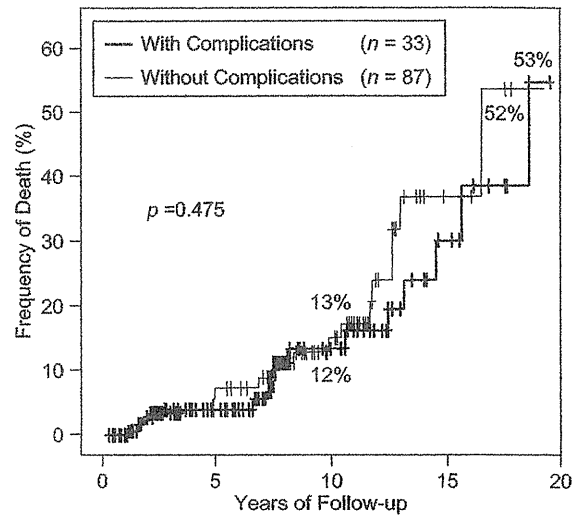 With Complications (n = 33)
Without Complications (n = 87)
Frequency of Death (%)
60
50
40
30
20
10
0
53%
52%
p =0.475
13%
12%
0 5 10 15 20
Years of Follow-up